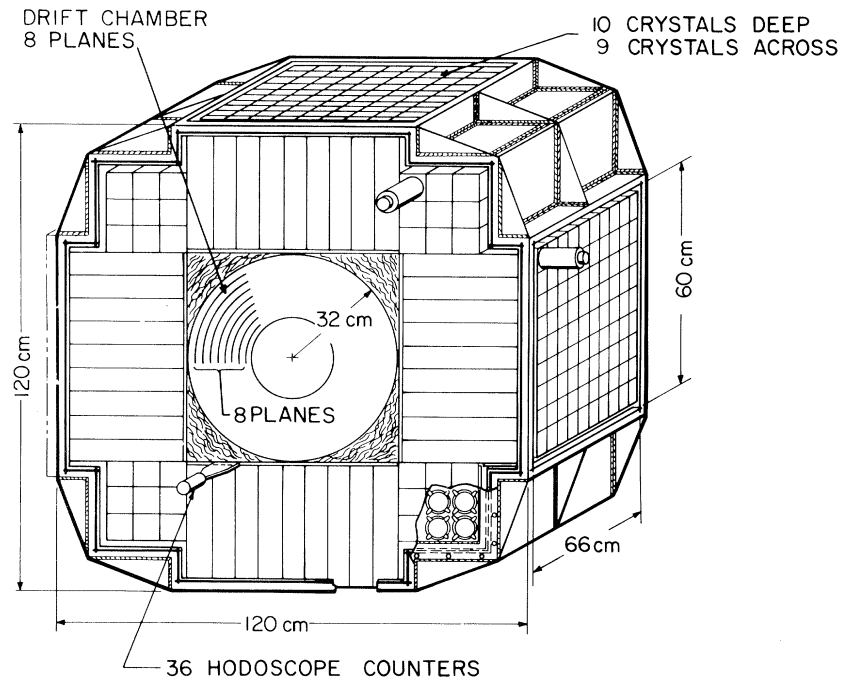 DRIFT CHAMBER
8 PLANES
10 CRYSTALS DEEP
9 CRYSTALS ACROSS
32 cm
8 PLANES
120 cm
60 cm
66 cm
120 cm
36 HODOSCOPE COUNTERS